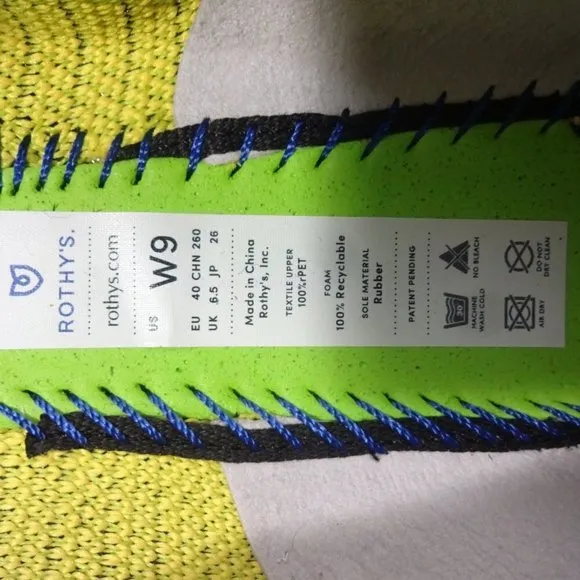 ROTHY'S.
rothys.com
US W9
EU 40 CHN 260
UK 6.5 JP 26
Made in China
Rothy's, Inc.
TEXTILE UPPER
100%rPET
FOAM
100% Recyclable
SOLE MATERIAL
Rubber
PATENT PENDING
20
MACHINE
WASH COLD
NO BLEACH
AIR DRY
DO NOT
DRY CLEAN